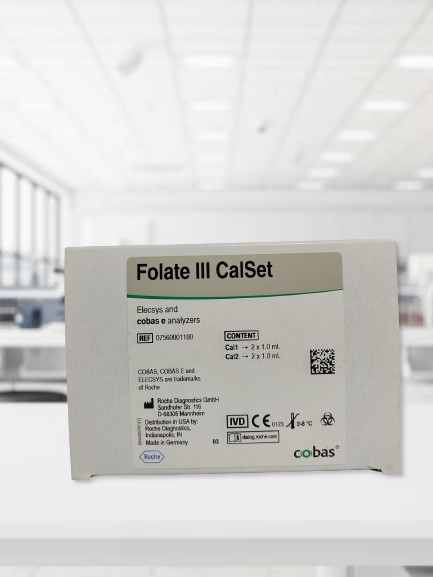 Folate III CalSet
Elecsys and
cobas e analyzers
REF 07560001190
CONTENT
Cal1 → 2 x 1.0 mL
Cal2 → 2 x 1.0 mL
COBAS, COBAS E and
ELECSYS are trademarks
of Roche
Roche Diagnostics GmbH
Sandhofer Str. 116
D-68305 Mannheim
Distribution in USA by:
Roche Diagnostics,
Indianapolis, IN
Made in Germany
03
IVD CE 0123 2-8 °C
dialog.roche.com
Roche
cobas®